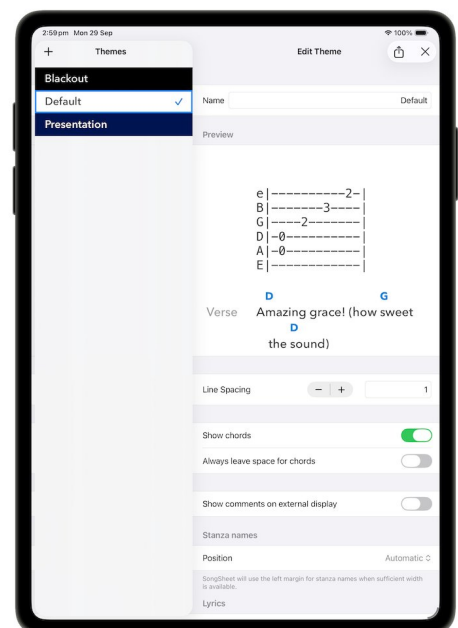 2:59 pm Mon 29 Sep 100%
+ Themes
Edit Theme
Blackout
Default
Presentation
Name Default
Preview
e|----------2-|
B|-------3----|
G|----2-------|
D|-0----------|
A|-0----------|
E|------------|
D G
Verse Amazing grace! (how sweet
D
the sound)
Line Spacing - + 1
Show chords
Always leave space for chords
Show comments on external display
Stanza names
Position Automatic
SongSheet will use the left margin for stanza names when sufficient width
is available.
Lyrics